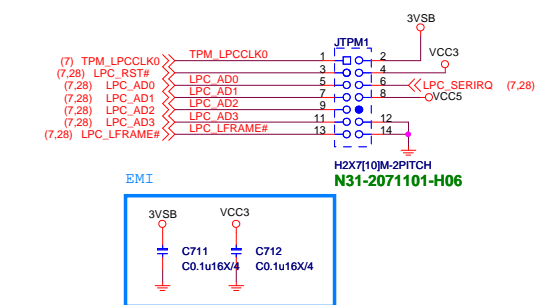 3VSB
JTPM1
VCC3
(7) TPM_LPCCLK0 TPM_LPCCLK0 1 2
(7,28) LPC_RST# 3 4
(7,28) LPC_AD0 LPC_AD0 5 6 LPC_SERIRQ (7,28)
(7,28) LPC_AD1 LPC_AD1 7 8 VCC5
(7,28) LPC_AD2 LPC_AD2 9
(7,28) LPC_AD3 LPC_AD3 11 12
(7,28) LPC_LFRAME# LPC_LFRAME# 13 14
H2X7[10]M-2PITCH
N31-2071101-H06
EMI
3VSB VCC3
C711 C712
C0.1u16X/4 C0.1u16X/4